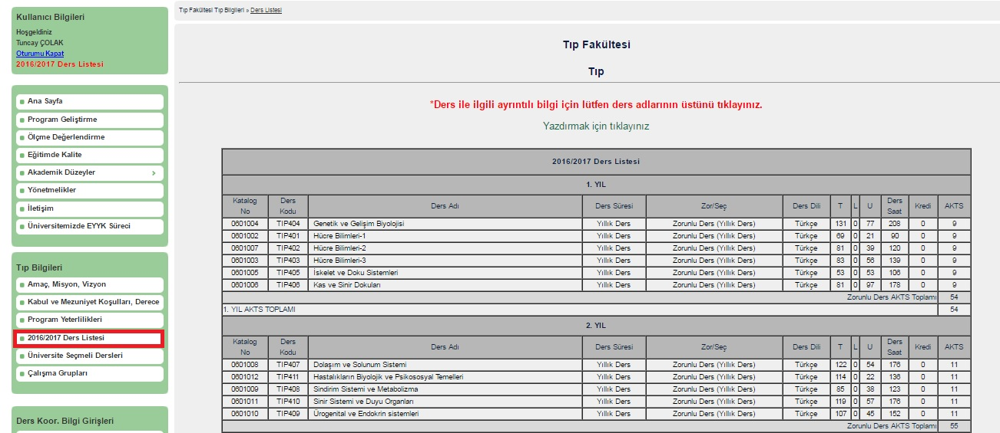 Kullanıcı Bilgileri
Hoşgeldiniz
Tuncay ÇOLAK
Oturumu Kapat
2016/2017 Ders Listesi
Ana Sayfa
Program Geliştirme
Ölçme Değerlendirme
Eğitimde Kalite
Akademik Düzeyler
Yönetmelikler
İletişim
Üniversitemizde EYYK Süreci
Tıp Bilgileri
Amaç, Misyon, Vizyon
Kabul ve Mezuniyet Koşulları, Derece
Program Yeterlilikleri
2016/2017 Ders Listesi
Üniversite Seçmeli Dersleri
Çalışma Grupları
Ders Koor. Bilgi Girişleri
Tıp Fakültesi Tıp Bilgileri » Ders Listesi
Tıp Fakültesi
Tıp
*Ders ile ilgili ayrıntılı bilgi için lütfen ders adlarının üstünü tıklayınız.
Yazdırmak için tıklayınız
2016/2017 Ders Listesi
1. YIL
Katalog No Ders Kodu Ders Adı Ders Süresi Zor/Seç Ders Dili T L U Ders Saat Kredi AKTS
0601004 TIP404 Genetik ve Gelişim Biyolojisi Yıllık Ders Zorunlu Ders (Yıllık Ders) Türkçe 131 0 77 208 0 9
0601002 TIP401 Hücre Bilimleri-1 Yıllık Ders Zorunlu Ders (Yıllık Ders) Türkçe 69 0 21 90 0 9
0601007 TIP402 Hücre Bilimleri-2 Yıllık Ders Zorunlu Ders (Yıllık Ders) Türkçe 81 0 39 120 0 9
0601003 TIP403 Hücre Bilimleri-3 Yıllık Ders Zorunlu Ders (Yıllık Ders) Türkçe 83 0 56 139 0 9
0601005 TIP405 İskelet ve Doku Sistemleri Yıllık Ders Zorunlu Ders (Yıllık Ders) Türkçe 53 0 53 106 0 9
0601006 TIP406 Kas ve Sinir Dokuları Yıllık Ders Zorunlu Ders (Yıllık Ders) Türkçe 81 0 97 178 0 9
Zorunlu Ders AKTS Toplamı 54
1. YIL AKTS TOPLAMI 54
2. YIL
Katalog No Ders Kodu Ders Adı Ders Süresi Zor/Seç Ders Dili T L U Ders Saat Kredi AKTS
0601008 TIP407 Dolaşım ve Solunum Sistemi Yıllık Ders Zorunlu Ders (Yıllık Ders) Türkçe 122 0 54 176 0 11
0601012 TIP411 Hastalıkların Biyolojik ve Psikososyal Temelleri Yıllık Ders Zorunlu Ders (Yıllık Ders) Türkçe 114 0 22 136 0 11
0601009 TIP408 Sindirim Sistemi ve Metabolizma Yıllık Ders Zorunlu Ders (Yıllık Ders) Türkçe 85 0 38 123 0 11
0601011 TIP410 Sinir Sistemi ve Duyu Organları Yıllık Ders Zorunlu Ders (Yıllık Ders) Türkçe 119 0 57 176 0 11
0601010 TIP409 Ürogenital ve Endokrin sistemleri Yıllık Ders Zorunlu Ders (Yıllık Ders) Türkçe 107 0 45 152 0 11
Zorunlu Ders AKTS Toplamı 55